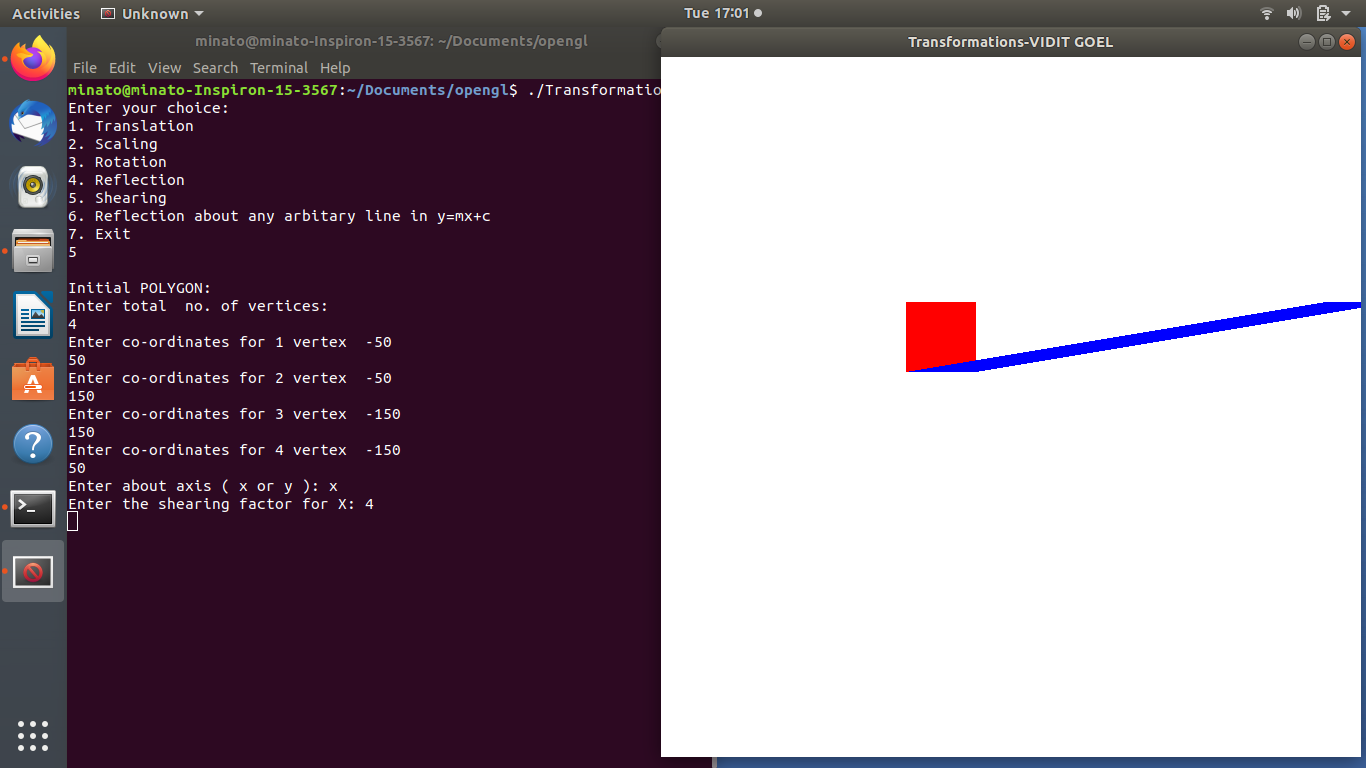 Activities Unknown Tue 17:01
minato@minato-Inspiron-15-3567: ~/Documents/opengl
File Edit View Search Terminal Help
minato@minato-Inspiron-15-3567:~/Documents/opengl$ ./Transformatio
Enter your choice:
1. Translation
2. Scaling
3. Rotation
4. Reflection
5. Shearing
6. Reflection about any arbitary line in y=mx+c
7. Exit
5
Initial POLYGON:
Enter total  no. of vertices:
4
Enter co-ordinates for 1 vertex  -50
50
Enter co-ordinates for 2 vertex  -50
150
Enter co-ordinates for 3 vertex  -150
150
Enter co-ordinates for 4 vertex  -150
50
Enter about axis ( x or y ): x
Enter the shearing factor for X: 4
Transformations-VIDIT GOEL